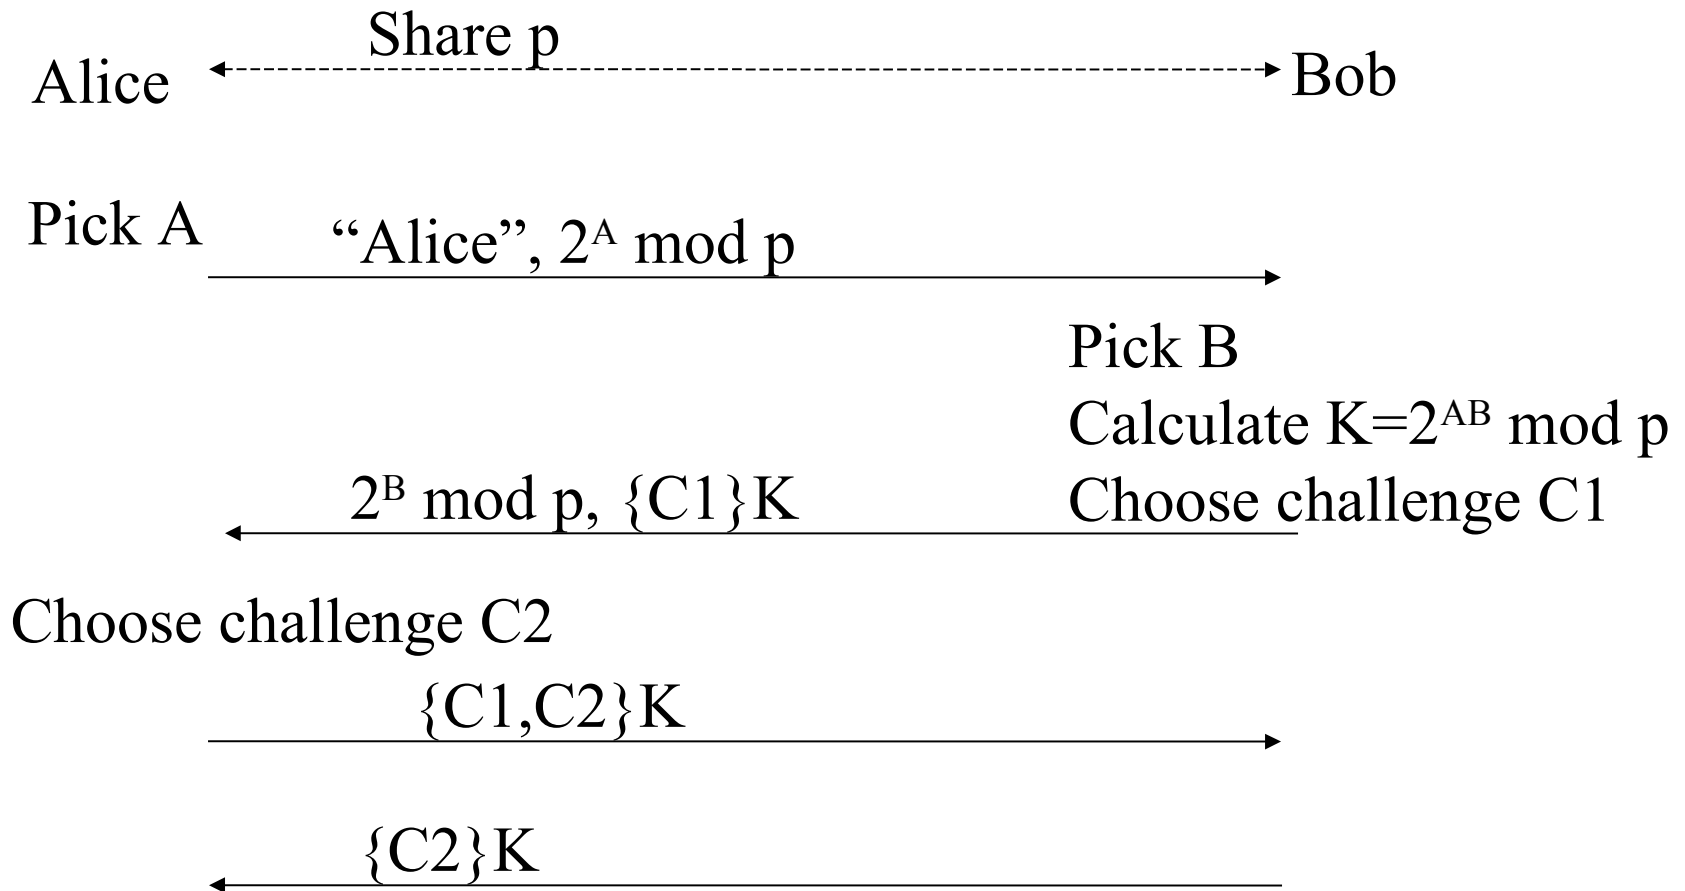 Share p
Alice
Bob
Pick A
“Alice”, 2ᴬ mod p
Pick B
Calculate K=2ᴬᴮ mod p
Choose challenge C1
2ᴮ mod p, {C1}K
Choose challenge C2
{C1,C2}K
{C2}K